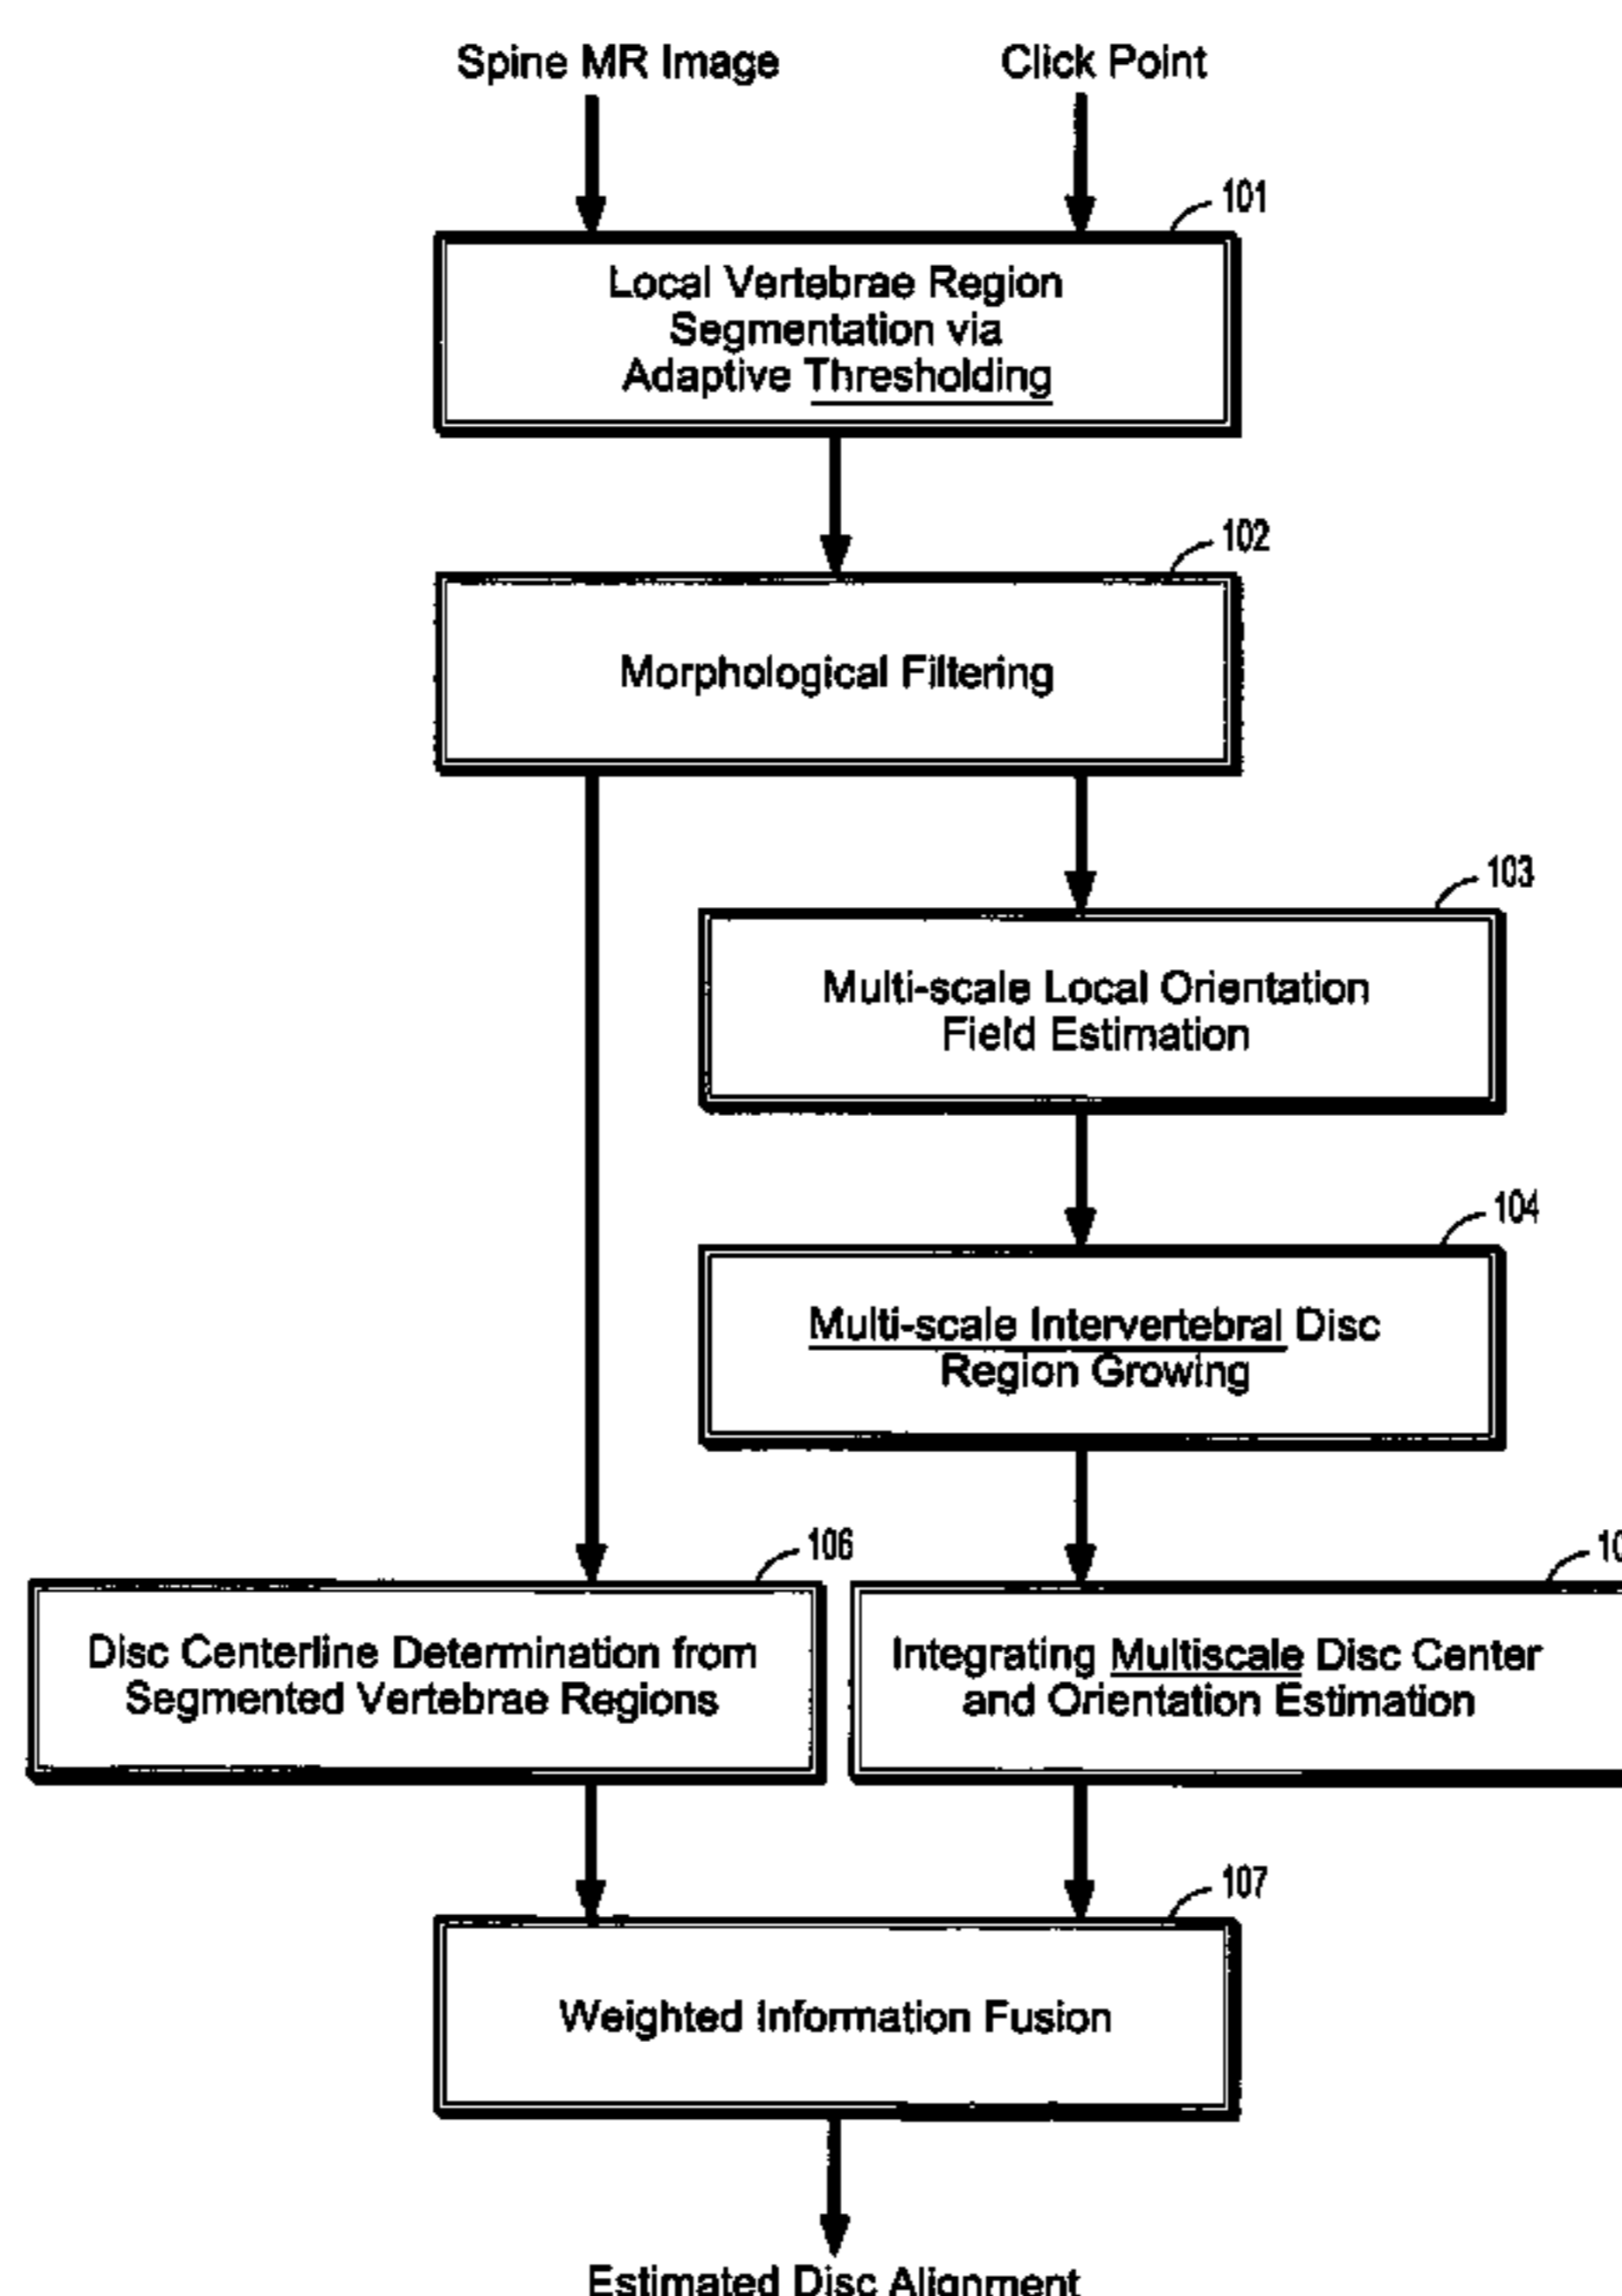 Spine MR Image
Click Point
101
Local Vertebrae Region
Segmentation via
Adaptive Thresholding
102
Morphological Filtering
103
Multi-scale Local Orientation
Field Estimation
104
Multi-scale Intervertebral Disc
Region Growing
106
Disc Centerline Determination from
Segmented Vertebrae Regions
Integrating Multiscale Disc Center
and Orientation Estimation
107
Weighted Information Fusion
Estimated Disc Alignment